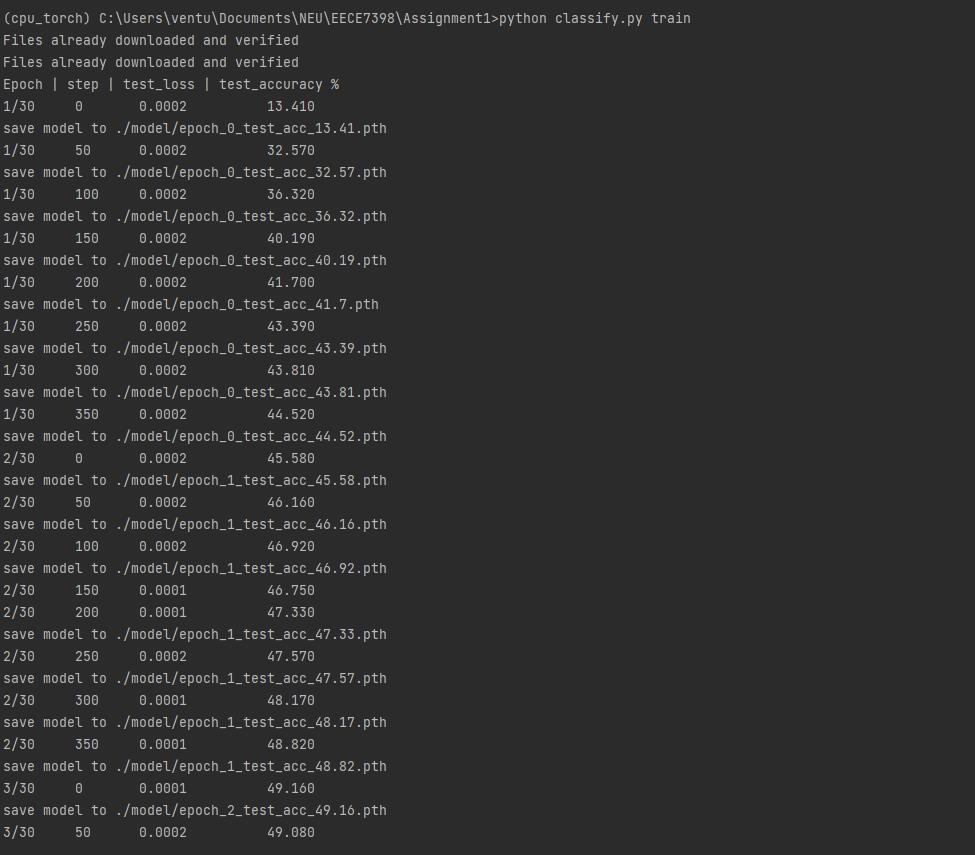 (cpu_torch) C:\Users\ventu\Documents\NEU\EECE7398\Assignment1>python classify.py train
Files already downloaded and verified
Files already downloaded and verified
Epoch | step | test_loss | test_accuracy %
1/30     0       0.0002          13.410
save model to ./model/epoch_0_test_acc_13.41.pth
1/30     50      0.0002          32.570
save model to ./model/epoch_0_test_acc_32.57.pth
1/30     100     0.0002          36.320
save model to ./model/epoch_0_test_acc_36.32.pth
1/30     150     0.0002          40.190
save model to ./model/epoch_0_test_acc_40.19.pth
1/30     200     0.0002          41.700
save model to ./model/epoch_0_test_acc_41.7.pth
1/30     250     0.0002          43.390
save model to ./model/epoch_0_test_acc_43.39.pth
1/30     300     0.0002          43.810
save model to ./model/epoch_0_test_acc_43.81.pth
1/30     350     0.0002          44.520
save model to ./model/epoch_0_test_acc_44.52.pth
2/30     0       0.0002          45.580
save model to ./model/epoch_1_test_acc_45.58.pth
2/30     50      0.0002          46.160
save model to ./model/epoch_1_test_acc_46.16.pth
2/30     100     0.0002          46.920
save model to ./model/epoch_1_test_acc_46.92.pth
2/30     150     0.0001          46.750
2/30     200     0.0001          47.330
save model to ./model/epoch_1_test_acc_47.33.pth
2/30     250     0.0002          47.570
save model to ./model/epoch_1_test_acc_47.57.pth
2/30     300     0.0001          48.170
save model to ./model/epoch_1_test_acc_48.17.pth
2/30     350     0.0001          48.820
save model to ./model/epoch_1_test_acc_48.82.pth
3/30     0       0.0001          49.160
save model to ./model/epoch_2_test_acc_49.16.pth
3/30     50      0.0002          49.080